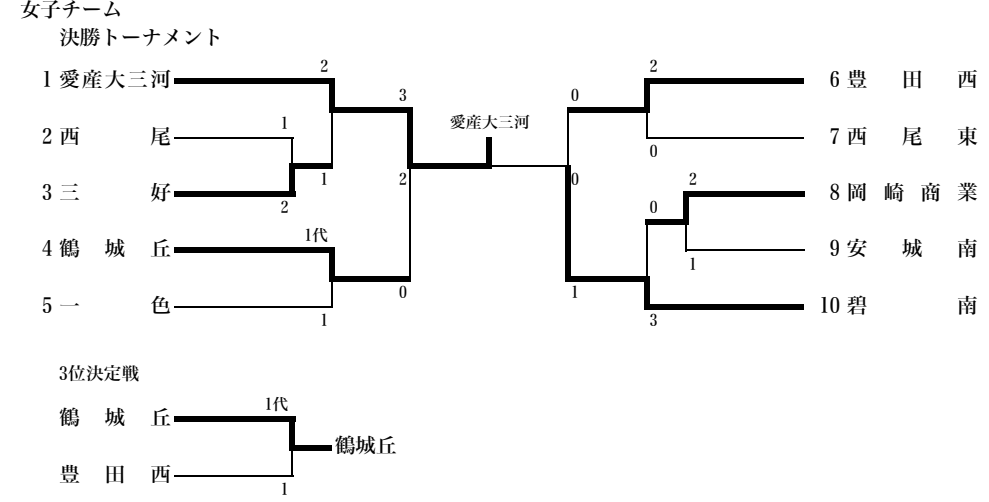 女子チーム
決勝トーナメント
1 愛産大三河
2 西尾
3 三好
4 鶴城丘
5 一色
2
1
1
2
1代
1
3
0
愛産大三河
2
0
0
1
2
0
0
3
2
1
6 豊田西
7 西尾東
8 岡崎商業
9 安城南
10 碧南
3位決定戦
鶴城丘
豊田西
1代
1
鶴城丘